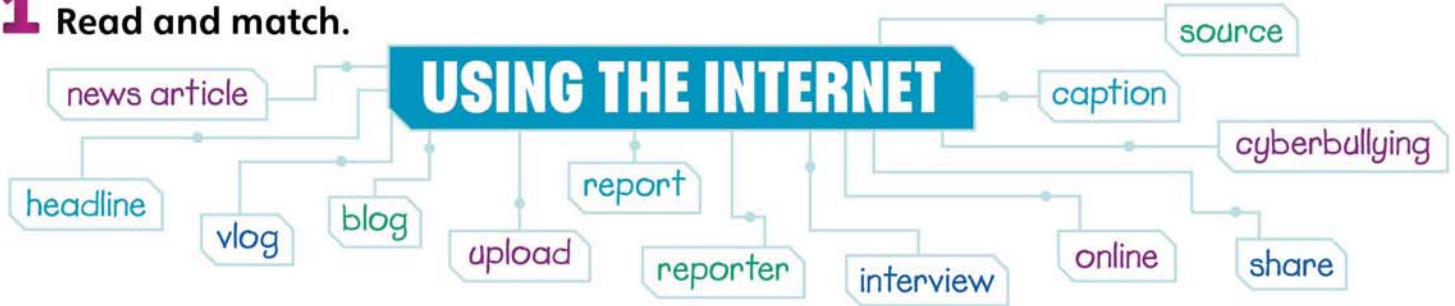 1 Read and match.
USING THE INTERNET
source
news article
caption
cyberbullying
headline
vlog
blog
upload
report
reporter
interview
online
share